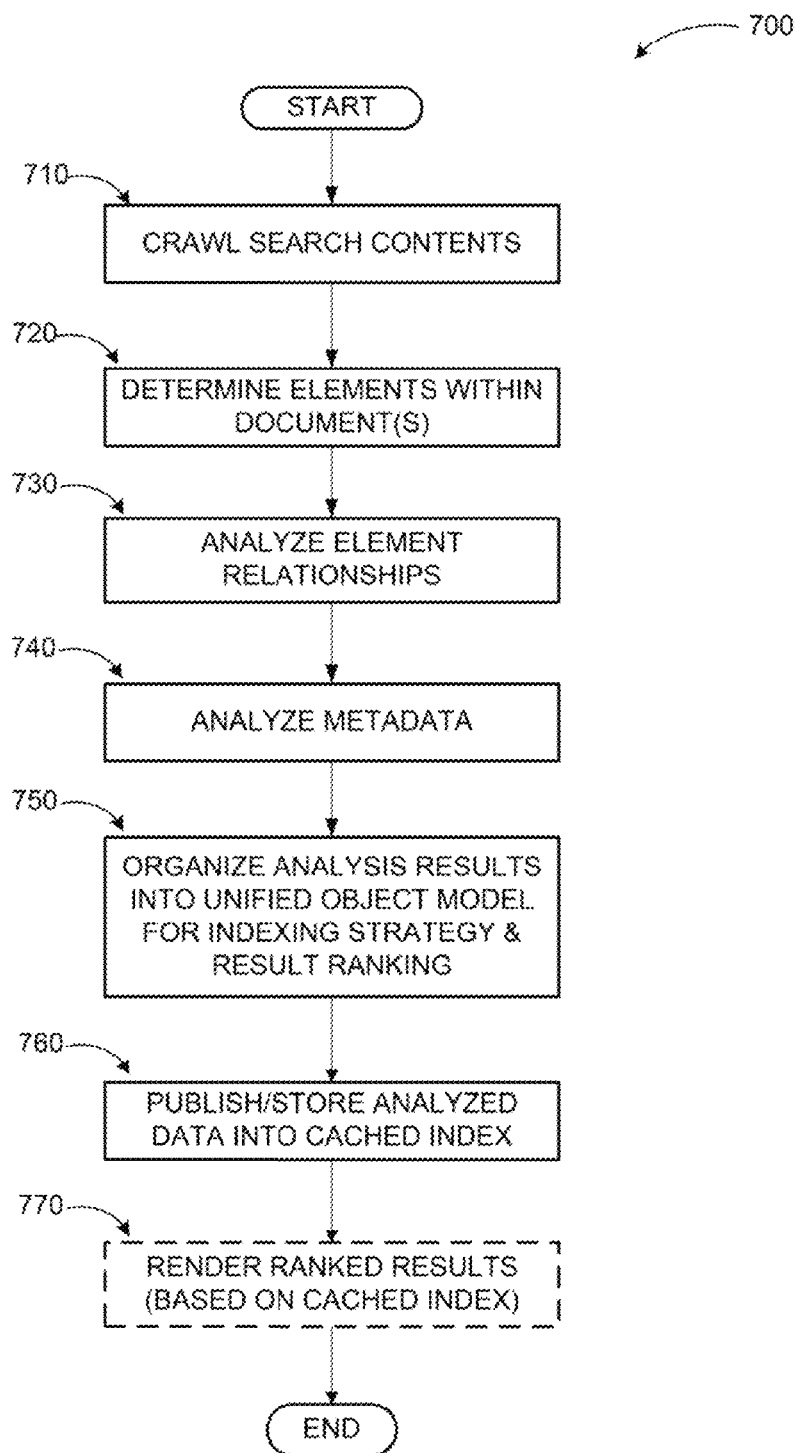 700
START
710
CRAWL SEARCH CONTENTS
720
DETERMINE ELEMENTS WITHIN
DOCUMENT(S)
730
ANALYZE ELEMENT
RELATIONSHIPS
740
ANALYZE METADATA
750
ORGANIZE ANALYSIS RESULTS
INTO UNIFIED OBJECT MODEL
FOR INDEXING STRATEGY &
RESULT RANKING
760
PUBLISH/STORE ANALYZED
DATA INTO CACHED INDEX
770
RENDER RANKED RESULTS
(BASED ON CACHED INDEX)
END